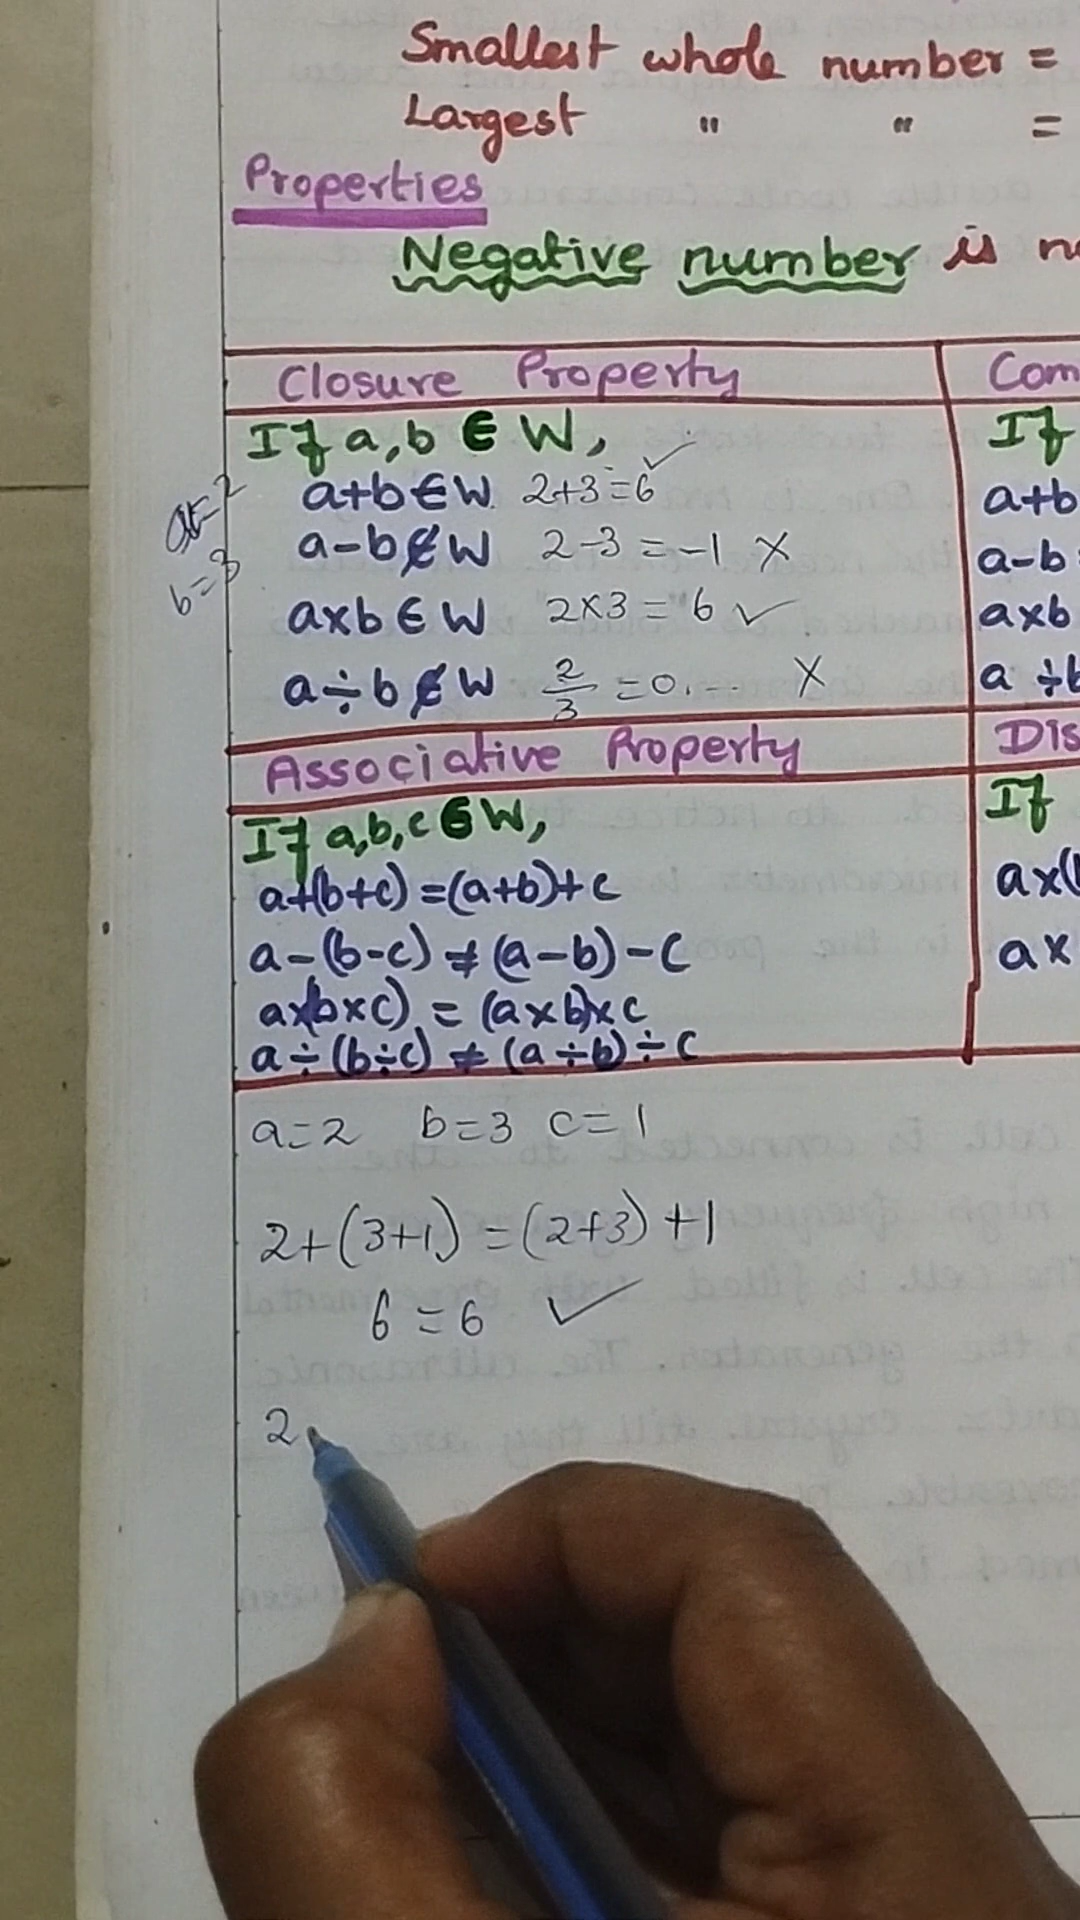 Smallest whole number =
Largest " " =
Properties
Negative number is
Closure Property
If a, b ∈ W,
a+b ∈ W 2+3=6 ✓
a-b ∉ W 2-3=-1 X
a×b ∈ W 2×3=6 ✓
a÷b ∉ W 2/3 =0.-- X
a=2
b=3
Com
If
a+b
a-b
a×b
a÷b
Associative Property
If a,b,c ∈ W,
a+(b+c)=(a+b)+c
a-(b-c)≠(a-b)-c
a×(b×c)=(a×b)×c
a÷(b÷c)≠(a÷b)÷c
Dis
If
a×(
a×
a=2 b=3 c=1
2+(3+1)=(2+3)+1
6=6 ✓
2